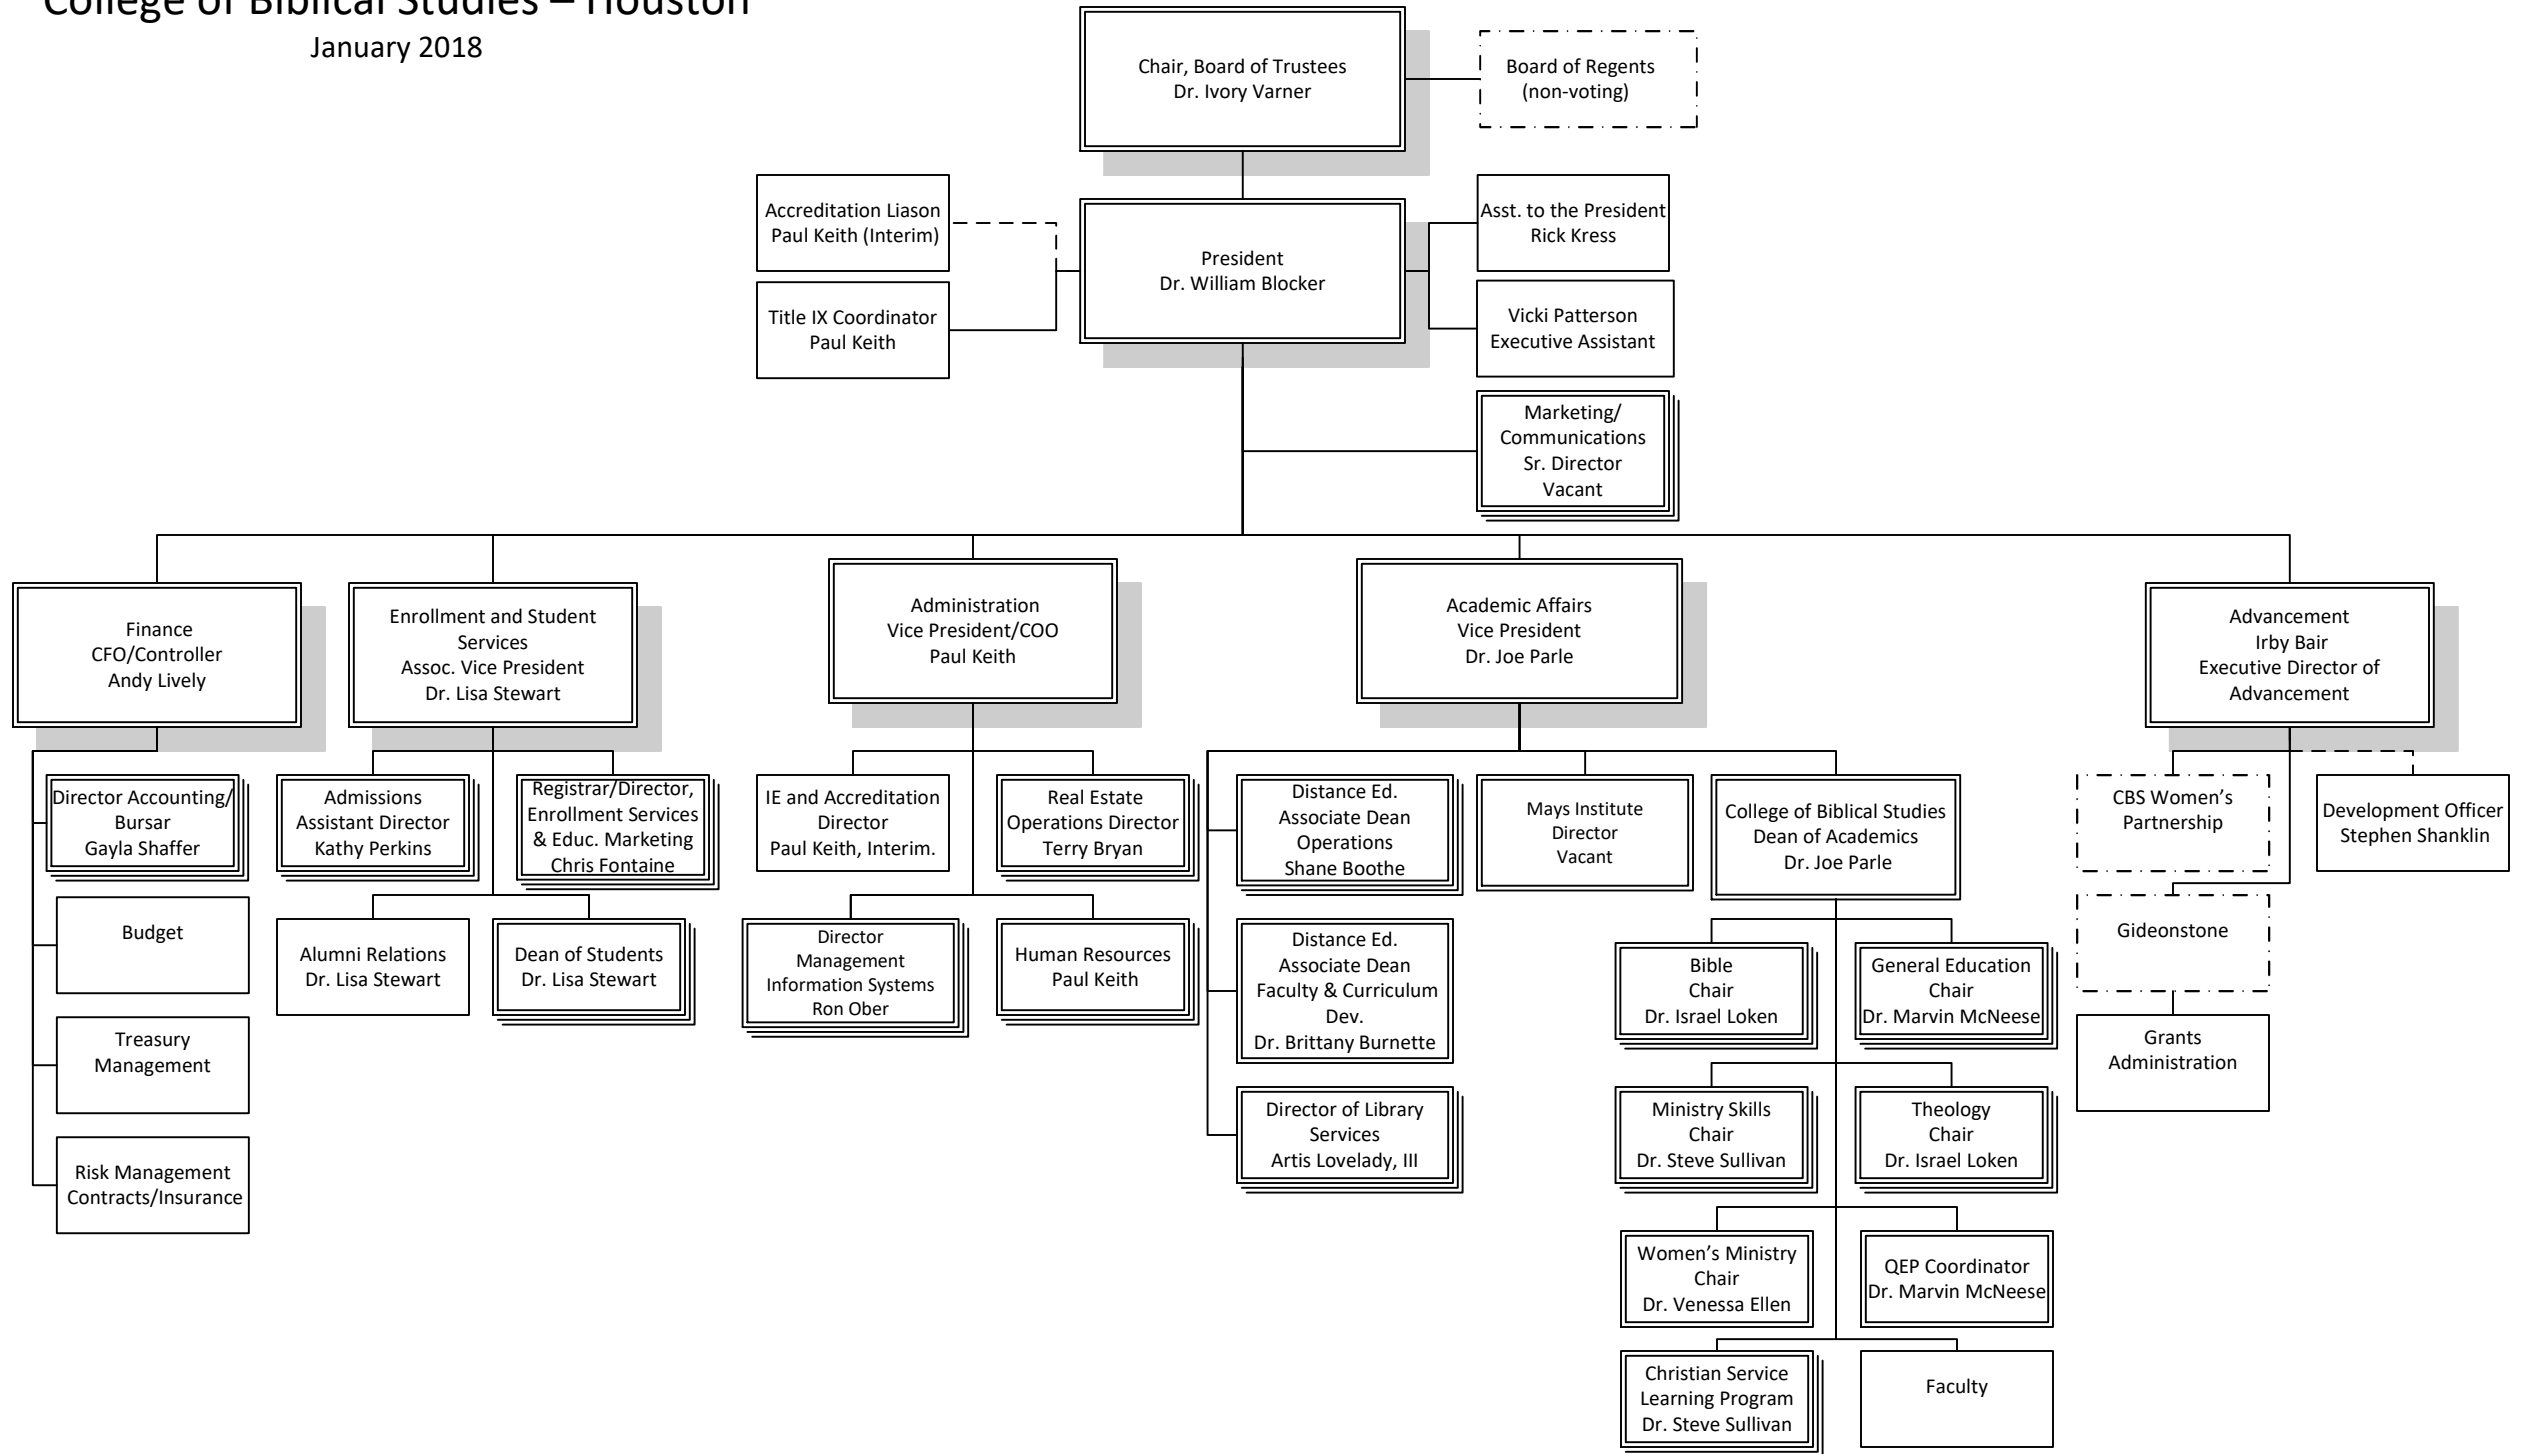 College of Biblical Studies – Houston
January 2018
Chair, Board of Trustees
Dr. Ivory Varner
Board of Regents
(non-voting)
Accreditation Liason
Paul Keith (Interim)
President
Dr. William Blocker
Asst. to the President
Rick Kress
Title IX Coordinator
Paul Keith
Vicki Patterson
Executive Assistant
Marketing/
Communications
Sr. Director
Vacant
Finance
CFO/Controller
Andy Lively
Enrollment and Student
Services
Assoc. Vice President
Dr. Lisa Stewart
Administration
Vice President/COO
Paul Keith
Academic Affairs
Vice President
Dr. Joe Parle
Advancement
Irby Bair
Executive Director of
Advancement
Director Accounting/
Bursar
Gayla Shaffer
Budget
Treasury
Management
Risk Management
Contracts/Insurance
Admissions
Assistant Director
Kathy Perkins
Registrar/Director,
Enrollment Services
& Educ. Marketing
Chris Fontaine
Alumni Relations
Dr. Lisa Stewart
Dean of Students
Dr. Lisa Stewart
IE and Accreditation
Director
Paul Keith, Interim.
Real Estate
Operations Director
Terry Bryan
Director
Management
Information Systems
Ron Ober
Human Resources
Paul Keith
Distance Ed.
Associate Dean
Operations
Shane Boothe
Distance Ed.
Associate Dean
Faculty & Curriculum
Dev.
Dr. Brittany Burnette
Director of Library
Services
Artis Lovelady, III
Mays Institute
Director
Vacant
College of Biblical Studies
Dean of Academics
Dr. Joe Parle
Bible
Chair
Dr. Israel Loken
General Education
Chair
Dr. Marvin McNeese
Ministry Skills
Chair
Dr. Steve Sullivan
Theology
Chair
Dr. Israel Loken
Women’s Ministry
Chair
Dr. Venessa Ellen
QEP Coordinator
Dr. Marvin McNeese
Christian Service
Learning Program
Dr. Steve Sullivan
Faculty
CBS Women’s
Partnership
Development Officer
Stephen Shanklin
Gideonstone
Grants
Administration